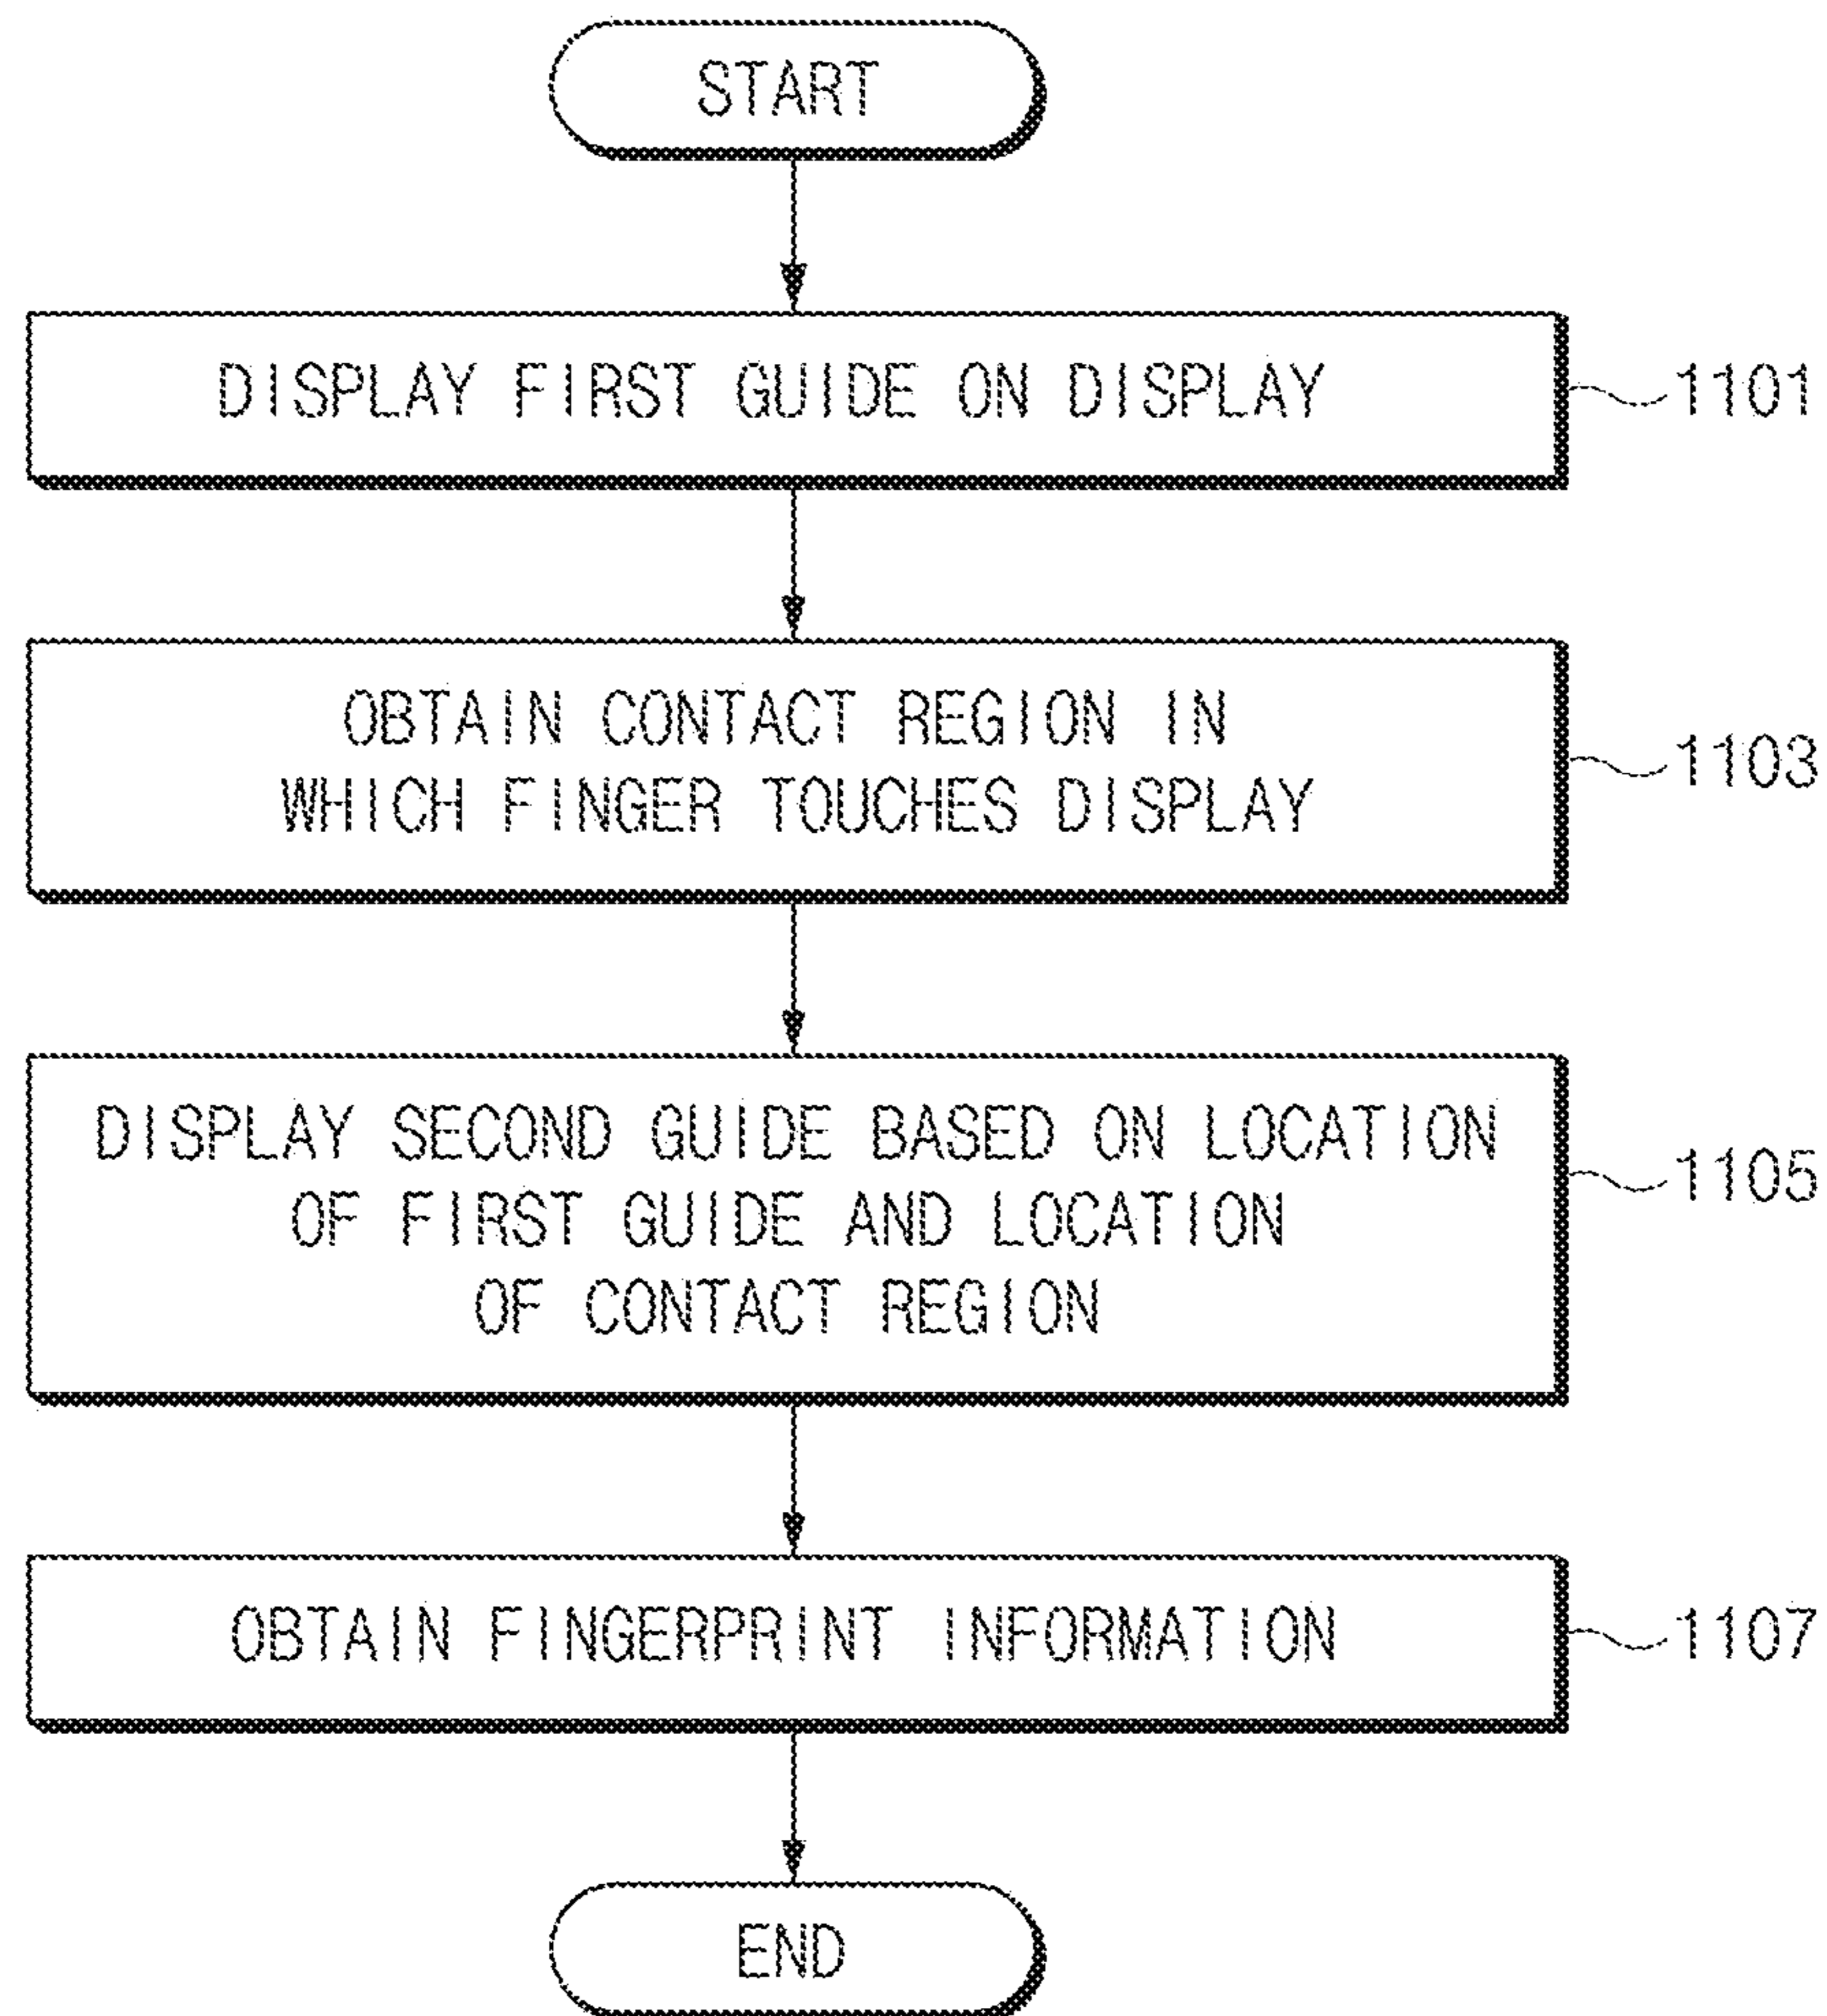 START
DISPLAY FIRST GUIDE ON DISPLAY
1101
OBTAIN CONTACT REGION IN
WHICH FINGER TOUCHES DISPLAY
1103
DISPLAY SECOND GUIDE BASED ON LOCATION
OF FIRST GUIDE AND LOCATION
OF CONTACT REGION
1105
OBTAIN FINGERPRINT INFORMATION
1107
END